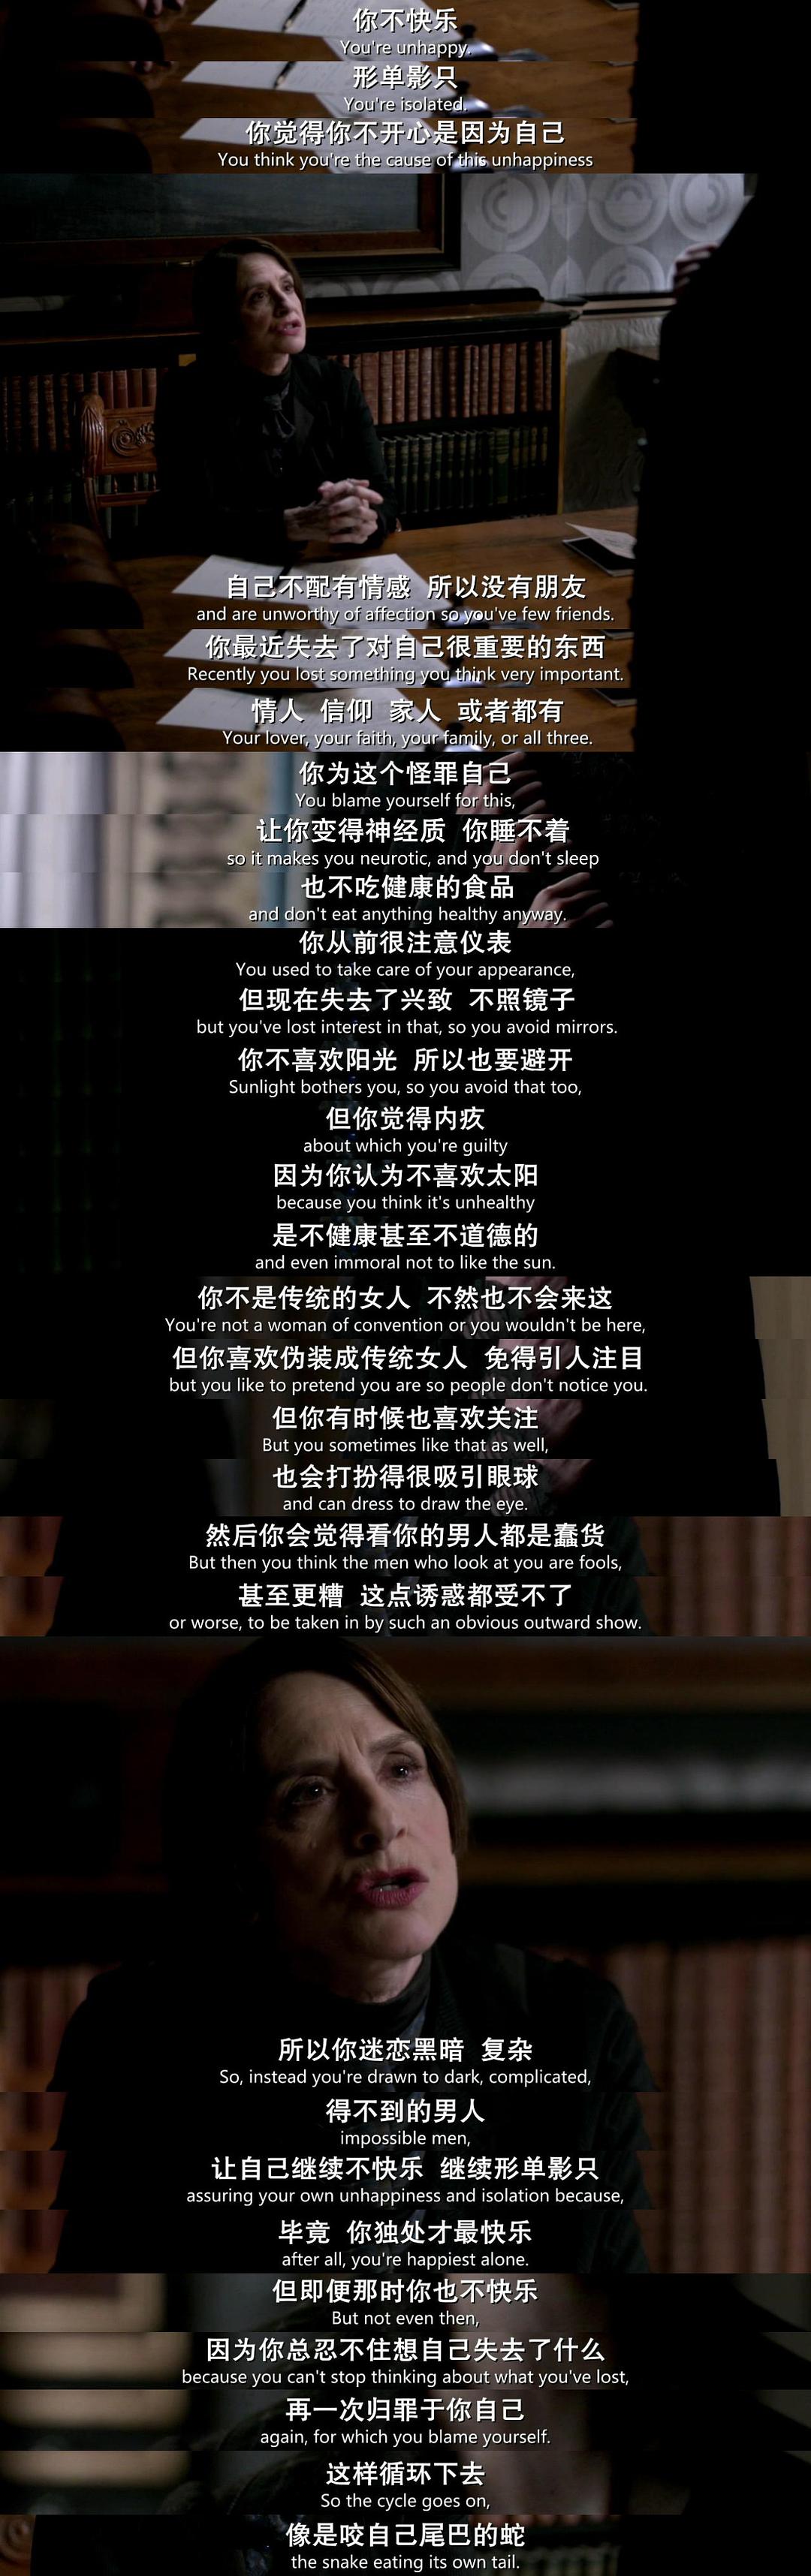 你不快乐
You're unhappy.
形单影只
You're isolated.
你觉得你不开心是因为自己
You think you're the cause of this unhappiness
自己不配有情感 所以没有朋友
and are unworthy of affection so you've few friends.
你最近失去了对自己很重要的东西
Recently you lost something you think very important.
情人 信仰 家人 或者都有
Your lover, your faith, your family, or all three.
你为这个怪罪自己
You blame yourself for this,
让你变得神经质 你睡不着
so it makes you neurotic, and you don't sleep
也不吃健康的食品
and don't eat anything healthy anyway.
你从前很注意仪表
You used to take care of your appearance,
但现在失去了兴致 不照镜子
but you've lost interest in that, so you avoid mirrors.
你不喜欢阳光 所以也要避开
Sunlight bothers you, so you avoid that too,
但你觉得内疚
about which you're guilty
因为你认为不喜欢太阳
because you think it's unhealthy
是不健康甚至不道德的
and even immoral not to like the sun.
你不是传统的女人 不然也不会来这
You're not a woman of convention or you wouldn't be here,
但你喜欢伪装成传统女人 免得引人注目
but you like to pretend you are so people don't notice you.
但你有时候也喜欢关注
But you sometimes like that as well,
也会打扮得很吸引眼球
and can dress to draw the eye.
然后你会觉得看你的男人都是蠢货
But then you think the men who look at you are fools,
甚至更糟 这点诱惑都受不了
or worse, to be taken in by such an obvious outward show.
所以你迷恋黑暗 复杂
So, instead you're drawn to dark, complicated,
得不到的男人
impossible men,
让自己继续不快乐 继续形单影只
assuring your own unhappiness and isolation because,
毕竟 你独处才最快乐
after all, you're happiest alone.
但即便那时你也不快乐
But not even then,
因为你总忍不住想自己失去了什么
because you can't stop thinking about what you've lost,
再一次归罪于你自己
again, for which you blame yourself.
这样循环下去
So the cycle goes on,
像是咬自己尾巴的蛇
the snake eating its own tail.